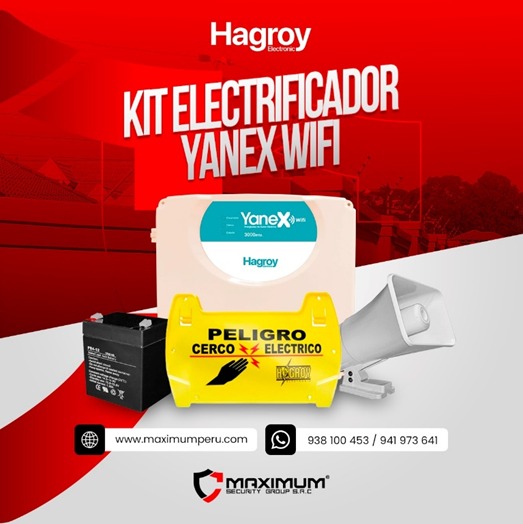 Hagroy
Electronic
KIT ELECTRIFICADOR
YANEX WIFI
YaneX wifi
Hagroy
PELIGRO
CERCO ELECTRICO
HAGROY
www.maximumperu.com
938 100 453 / 941 973 641
MAXIMUM
SECURITY GROUP S.A.C